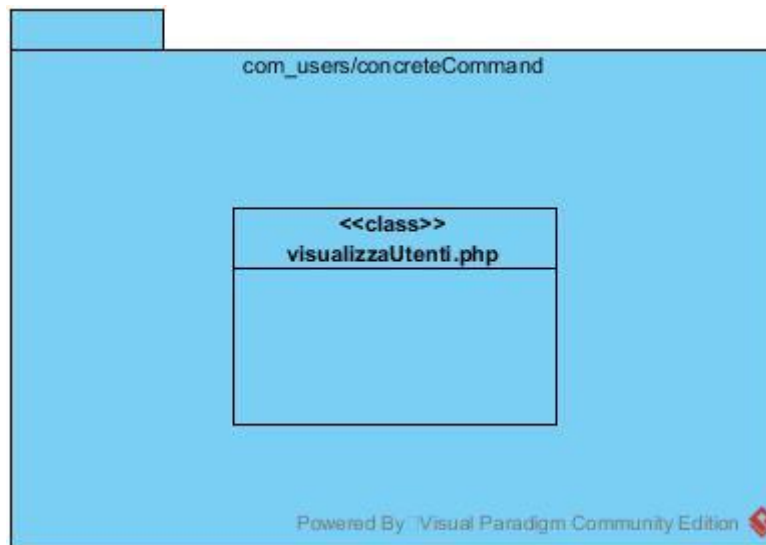 com_users/concreteCommand
<<class>>
visualizzaUtenti.php
Powered By Visual Paradigm Community Edition